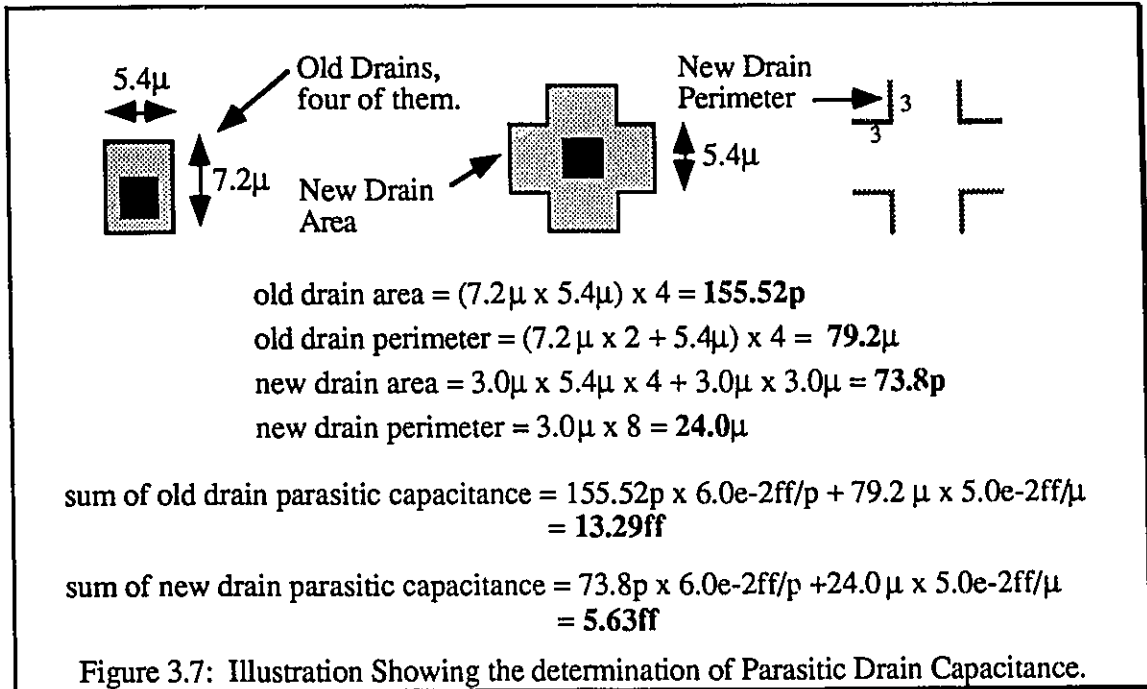 5.4μ
Old Drains,
four of them.
7.2μ
New Drain
Area
5.4μ
New Drain
Perimeter
3
3
old drain area = (7.2μ x 5.4μ) x 4 = 155.52p
old drain perimeter = (7.2μ x 2 + 5.4μ) x 4 = 79.2μ
new drain area = 3.0μ x 5.4μ x 4 + 3.0μ x 3.0μ = 73.8p
new drain perimeter = 3.0μ x 8 = 24.0μ
sum of old drain parasitic capacitance = 155.52p x 6.0e-2ff/p + 79.2 μ x 5.0e-2ff/μ
= 13.29ff
sum of new drain parasitic capacitance = 73.8p x 6.0e-2ff/p +24.0 μ x 5.0e-2ff/μ
= 5.63ff
Figure 3.7: Illustration Showing the determination of Parasitic Drain Capacitance.